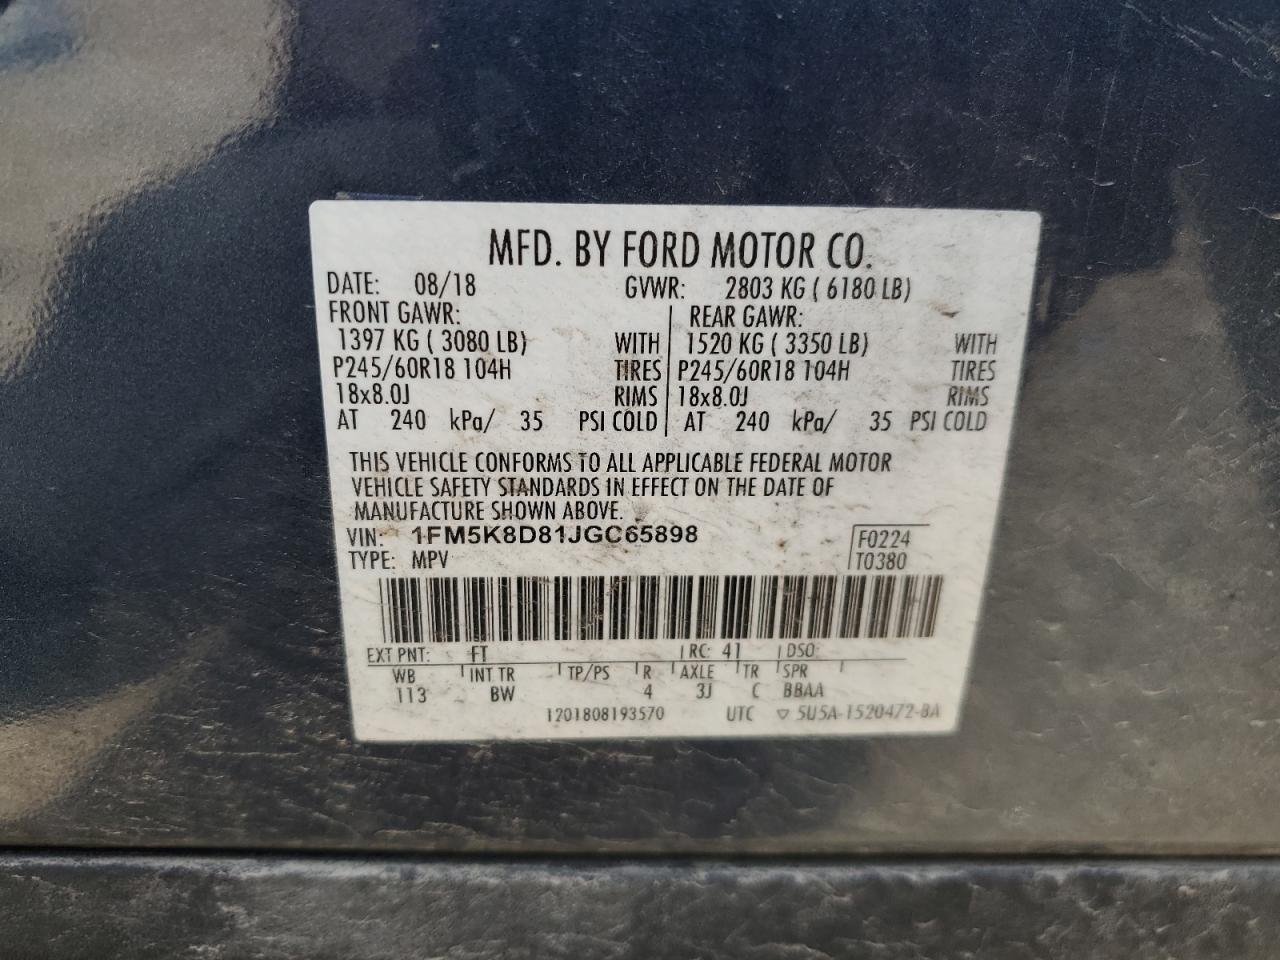 MFD. BY FORD MOTOR CO.
DATE: 08/18 GVWR: 2803 KG ( 6180 LB)
FRONT GAWR: REAR GAWR:
1397 KG ( 3080 LB) WITH 1520 KG ( 3350 LB) WITH
P245/60R18 104H TIRES P245/60R18 104H TIRES
18x8.0J RIMS 18x8.0J RIMS
AT 240 kPa/ 35 PSI COLD AT 240 kPa/ 35 PSI COLD
THIS VEHICLE CONFORMS TO ALL APPLICABLE FEDERAL MOTOR
VEHICLE SAFETY STANDARDS IN EFFECT ON THE DATE OF
MANUFACTURE SHOWN ABOVE.
VIN: 1FM5K8D81JGC65898 F0224
TYPE: MPV T0380
EXT PNT: FT RC: 41 DSO:
WB INT TR TP/PS R AXLE TR SPR
113 BW 4 3J C BBAA
1201808193570 UTC ▽ 5U5A-1520472-BA